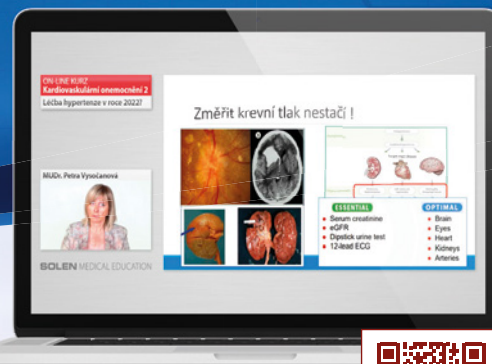 ON-LINE KURZ
Kardiovaskulární onemocnění 2
Léčba hypertenze v roce 2022?
Změřit krevní tlak nestačí !
MUDr. Petra Vysočanová
SOLEN MEDICAL EDUCATION
ESSENTIAL
• Serum creatinine
• eGFR
• Dipstick urine test
• 12-lead ECG
OPTIMAL
• Brain
• Eyes
• Heart
• Kidneys
• Arteries